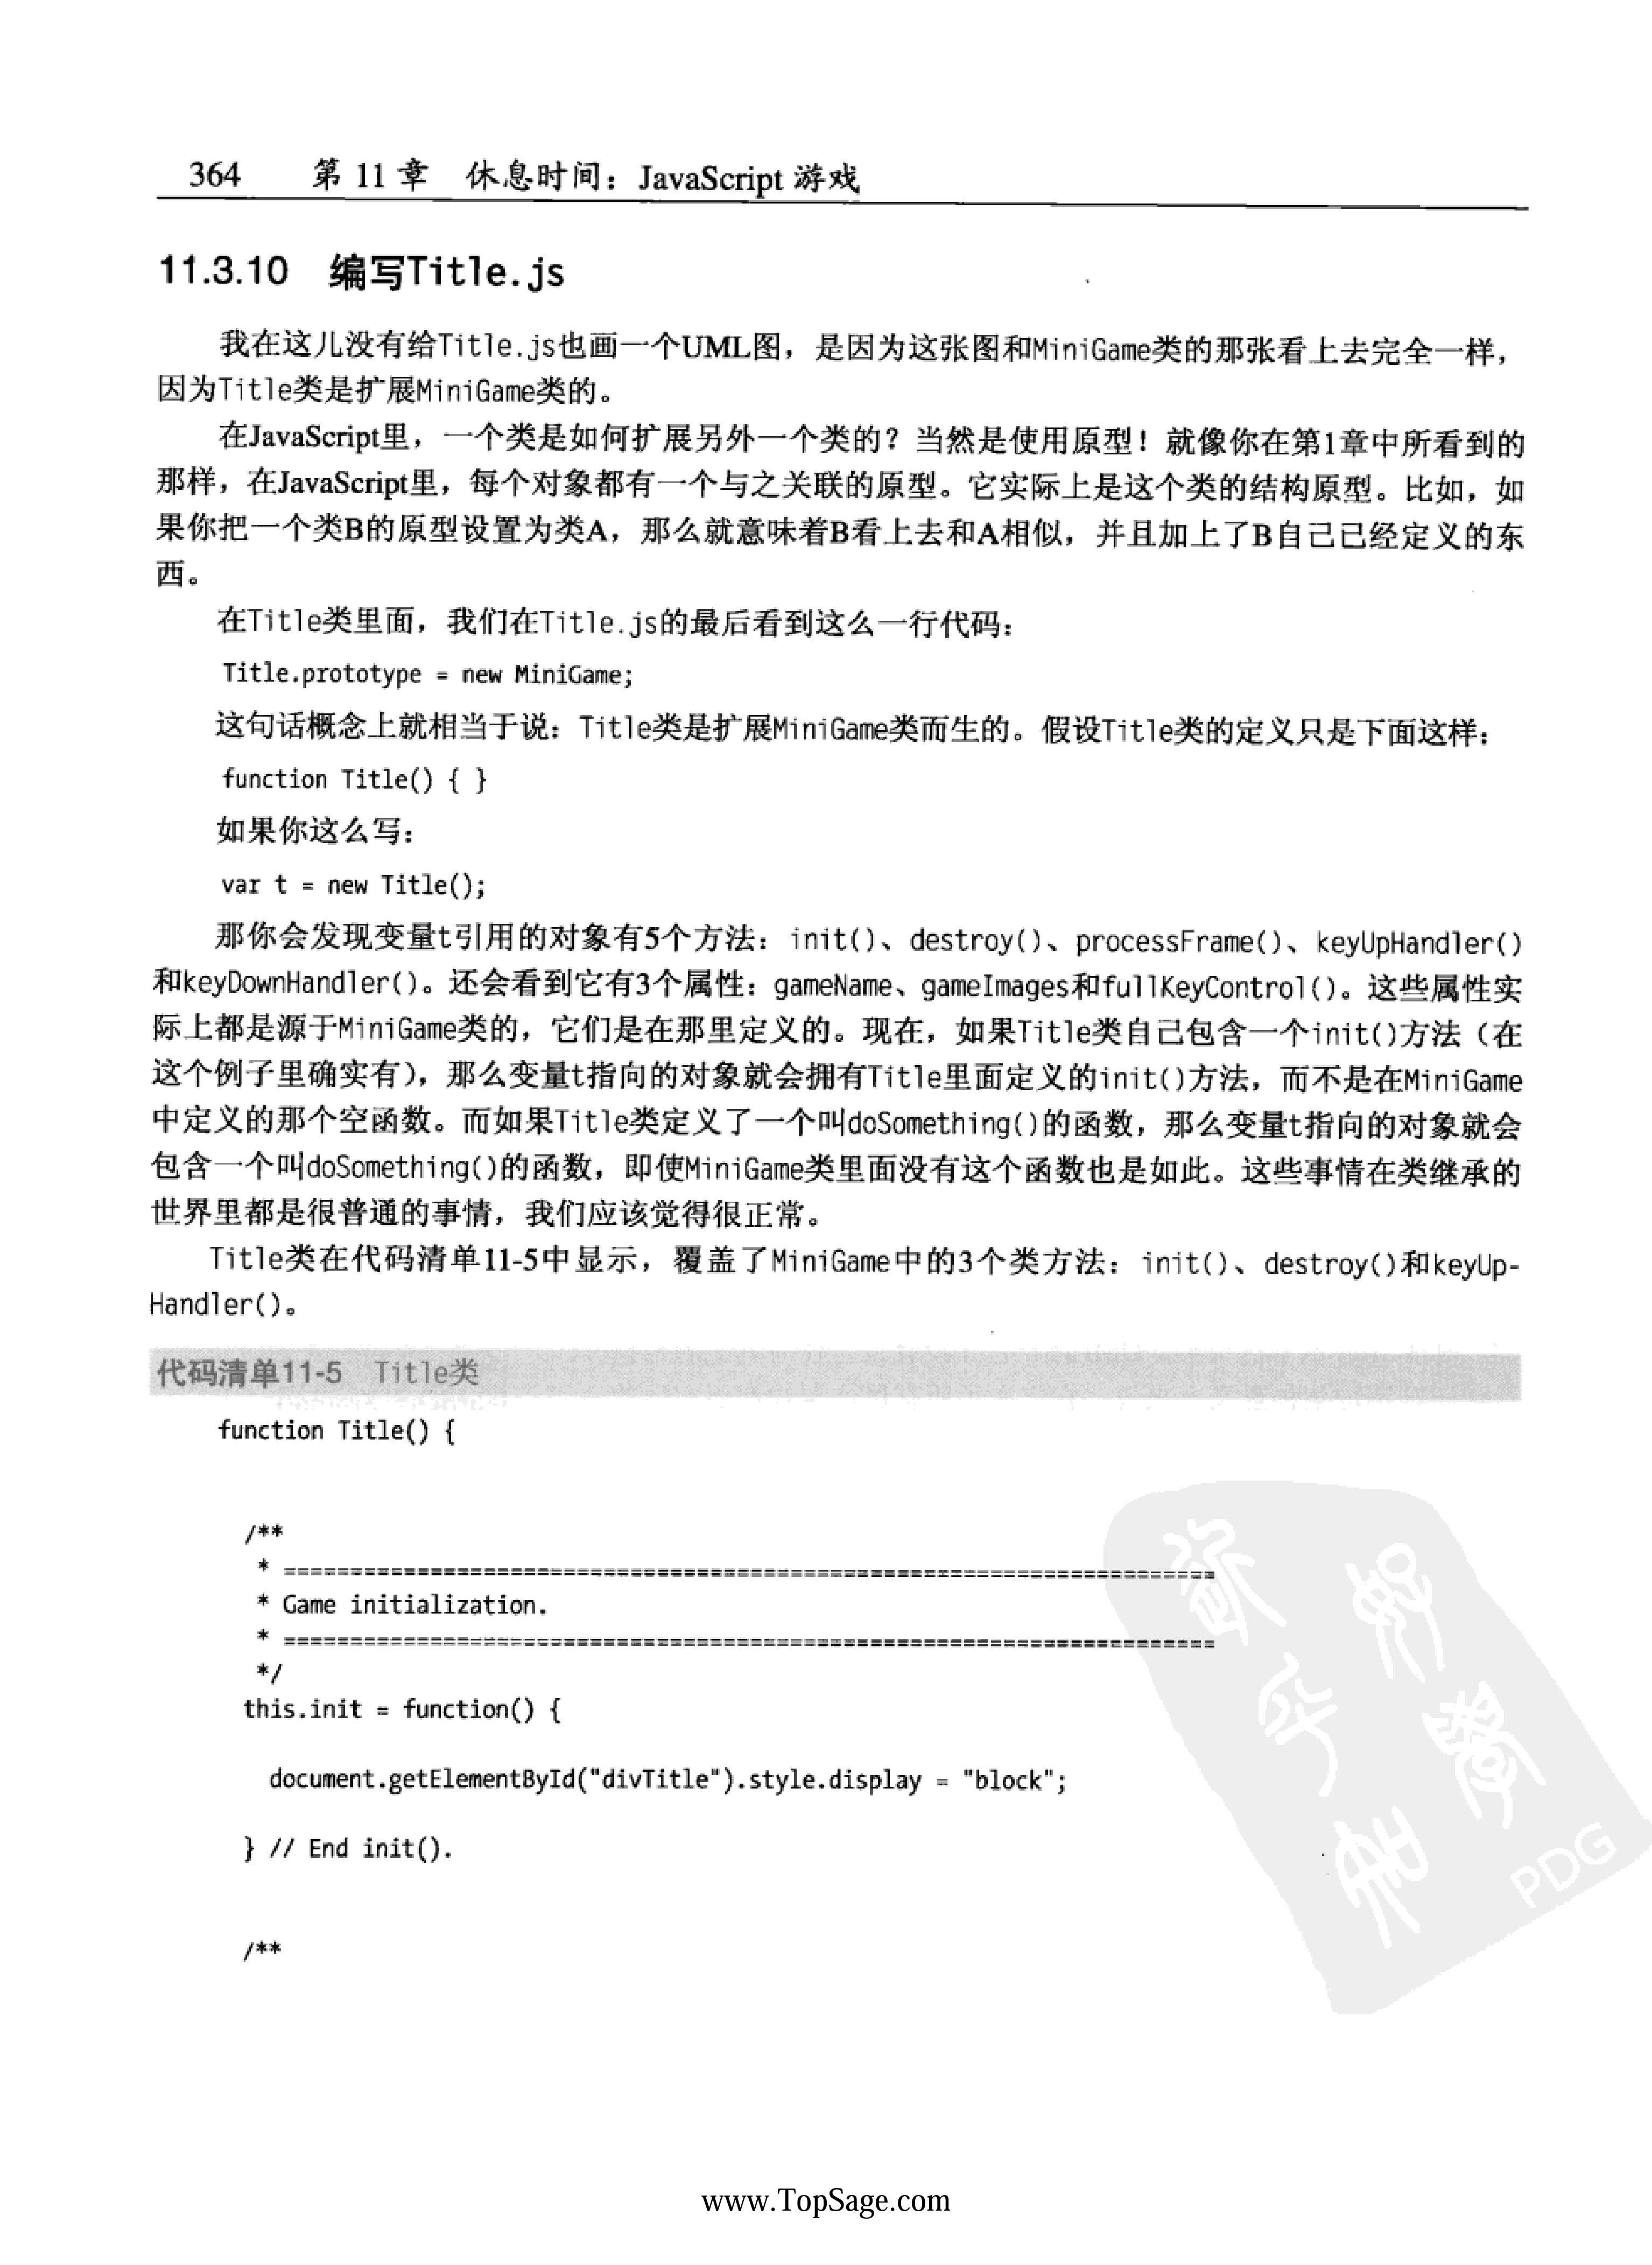 364 第 11 章 休息时间：JavaScript 游戏
11.3.10 编写Title.js
我在这儿没有给Title.js也画一个UML图，是因为这张图和MiniGame类的那张看上去完全一样，
因为Title类是扩展MiniGame类的。
在JavaScript里，一个类是如何扩展另外一个类的？当然是使用原型！就像你在第1章中所看到的
那样，在JavaScript里，每个对象都有一个与之关联的原型。它实际上是这个类的结构原型。比如，如
果你把一个类B的原型设置为类A，那么就意味着B看上去和A相似，并且加上了B自己已经定义的东
西。
在Title类里面，我们在Title.js的最后看到这么一行代码：
Title.prototype = new MiniGame;
这句话概念上就相当于说：Title类是扩展MiniGame类而生的。假设Title类的定义只是下面这样：
function Title() { }
如果你这么写：
var t = new Title();
那你会发现变量t引用的对象有5个方法：init()、destroy()、processFrame()、keyUpHandler()
和keyDownHandler()。还会看到它有3个属性：gameName、gameImages和fullKeyControl()。这些属性实
际上都是源于MiniGame类的，它们是在那里定义的。现在，如果Title类自己包含一个init()方法（在
这个例子里确实有），那么变量t指向的对象就会拥有Title里面定义的init()方法，而不是在MiniGame
中定义的那个空函数。而如果Title类定义了一个叫doSomething()的函数，那么变量t指向的对象就会
包含一个叫doSomething()的函数，即使MiniGame类里面没有这个函数也是如此。这些事情在类继承的
世界里都是很普通的事情，我们应该觉得很正常。
Title类在代码清单11-5中显示，覆盖了MiniGame中的3个类方法：init()、destroy()和keyUp-
Handler()。
代码清单11-5 Title类
function Title() {
/**
* ======================================================================
* Game initialization.
* ======================================================================
*/
this.init = function() {
document.getElementById("divTitle").style.display = "block";
} // End init().
/**
PDG
www.TopSage.com